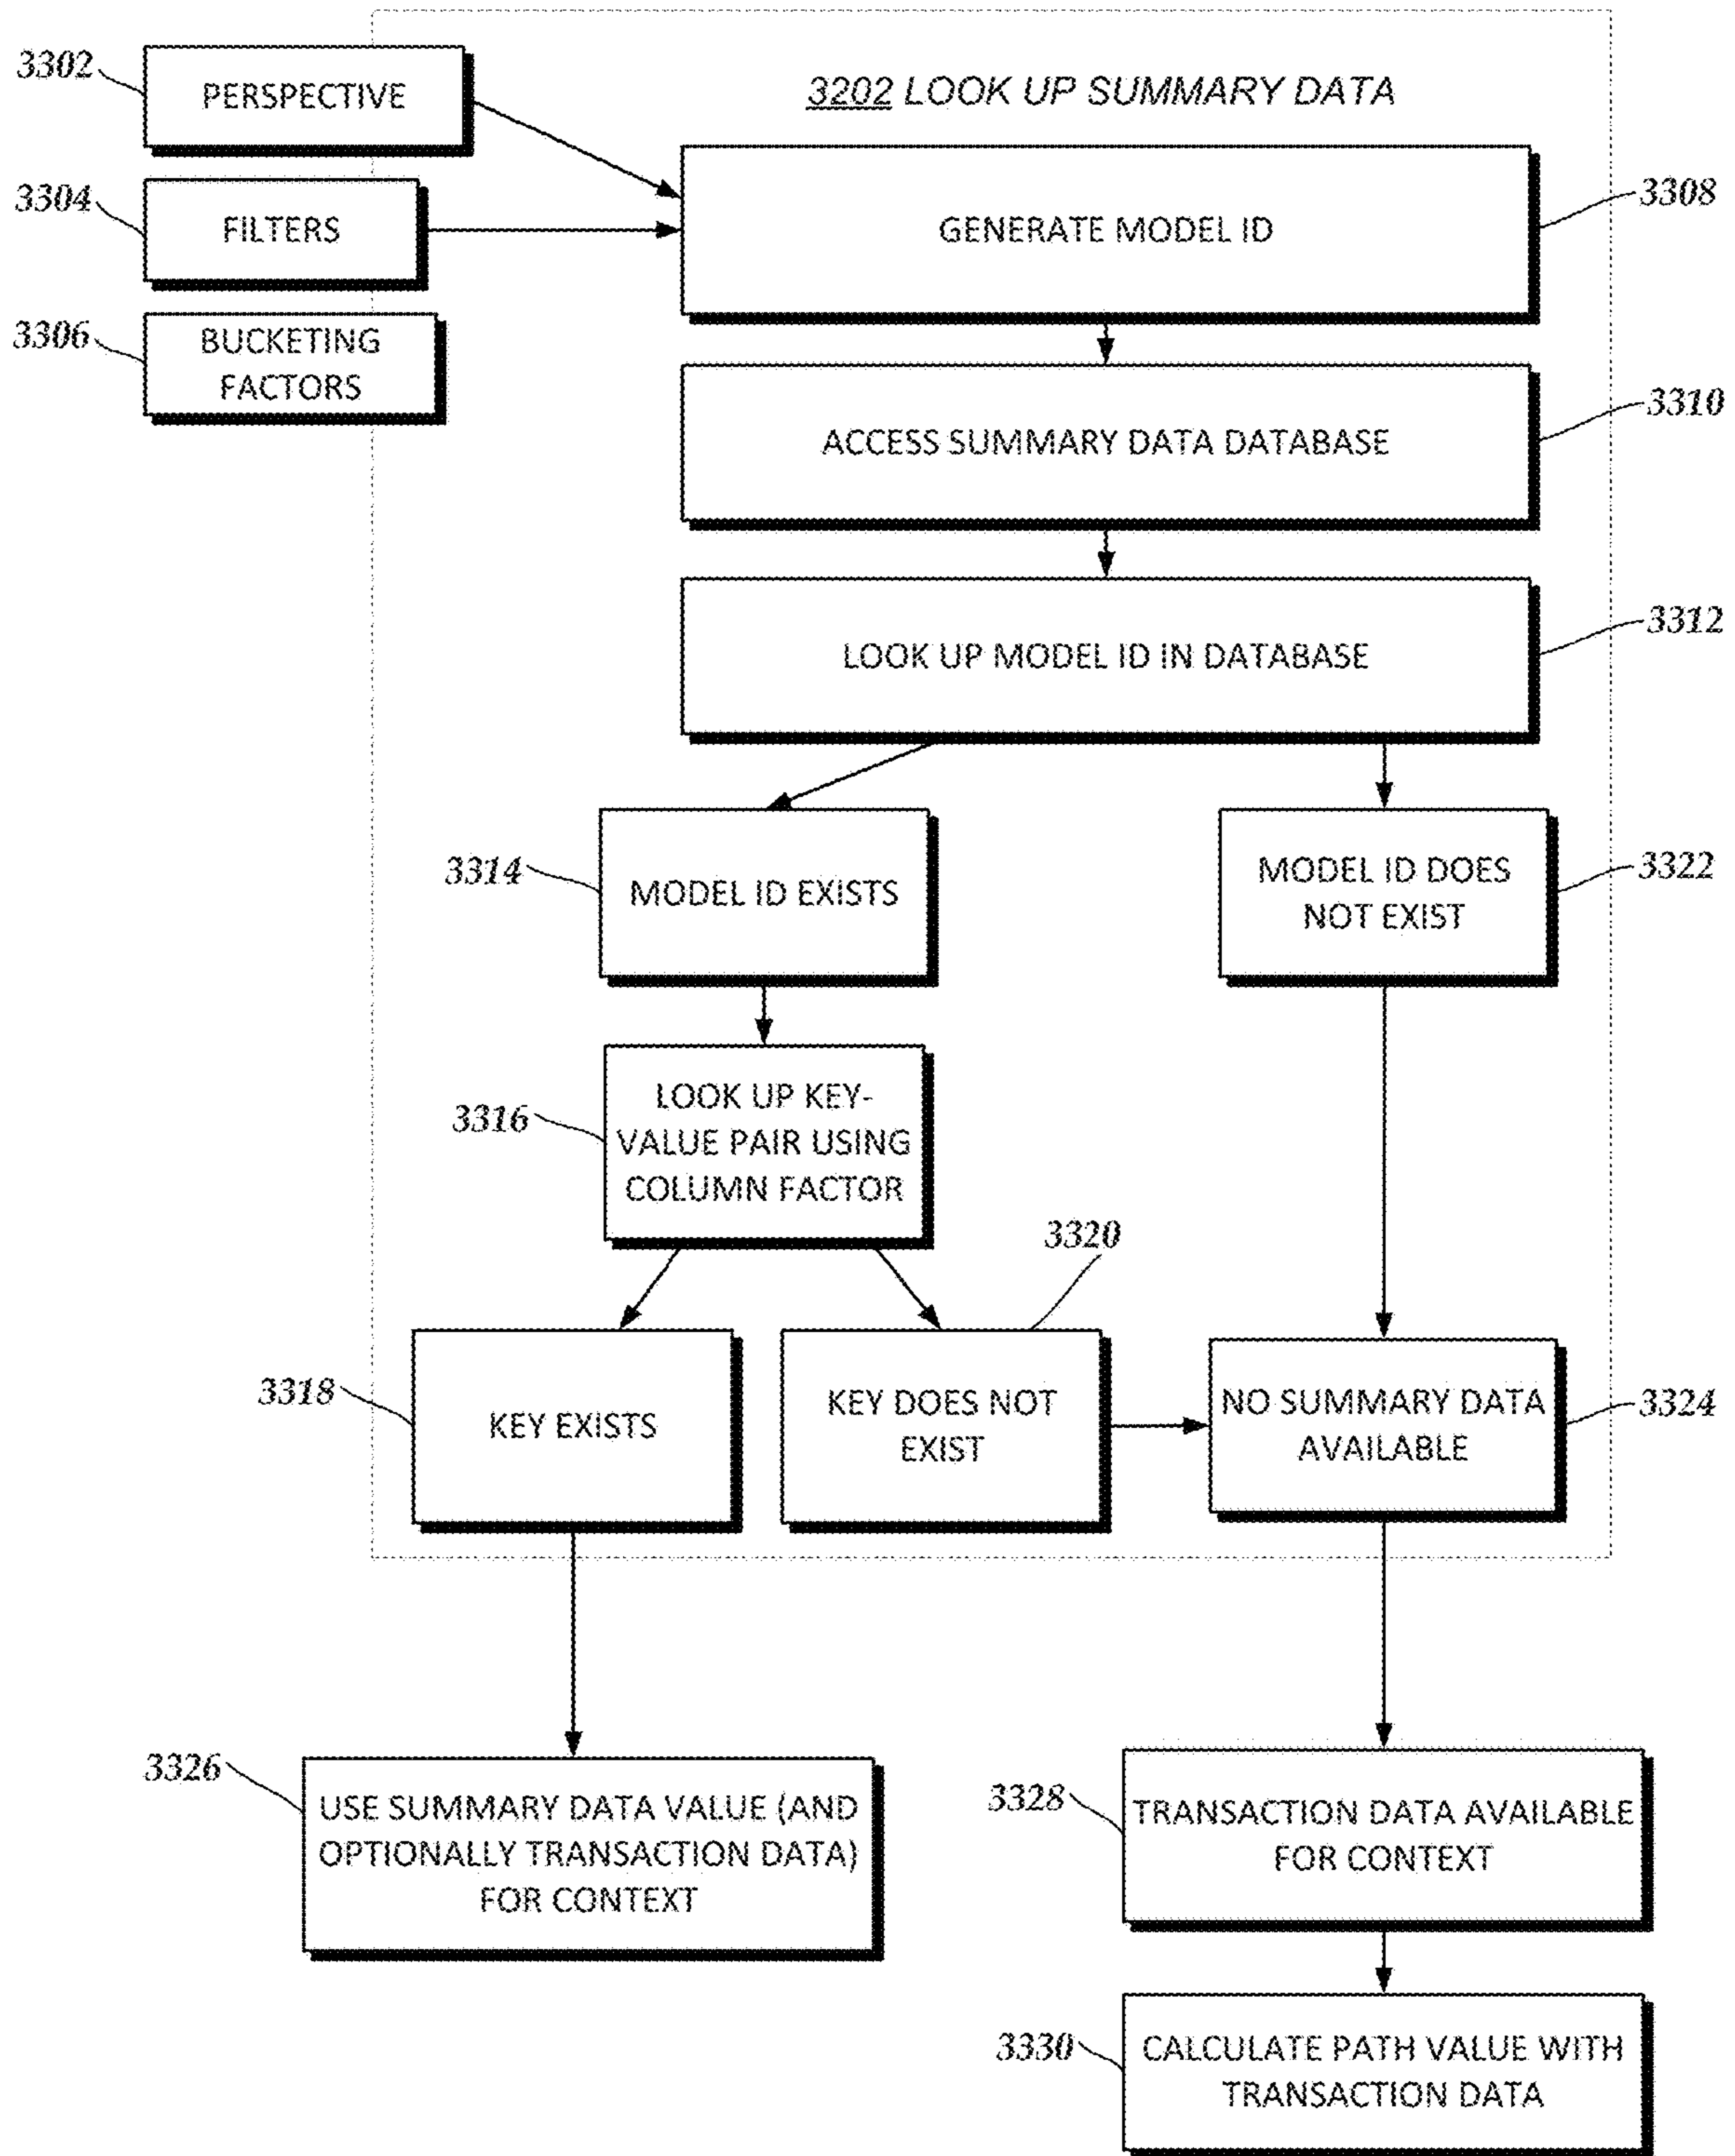 3302
PERSPECTIVE
3202 LOOK UP SUMMARY DATA
3304
FILTERS
GENERATE MODEL ID
3308
3306
BUCKETING
FACTORS
ACCESS SUMMARY DATA DATABASE
3310
LOOK UP MODEL ID IN DATABASE
3312
3314
MODEL ID EXISTS
MODEL ID DOES
NOT EXIST
3322
3316
LOOK UP KEY-
VALUE PAIR USING
COLUMN FACTOR
3320
3318
KEY EXISTS
KEY DOES NOT
EXIST
NO SUMMARY DATA
AVAILABLE
3324
3326
USE SUMMARY DATA VALUE (AND
OPTIONALLY TRANSACTION DATA)
FOR CONTEXT
3328
TRANSACTION DATA AVAILABLE
FOR CONTEXT
3330
CALCULATE PATH VALUE WITH
TRANSACTION DATA